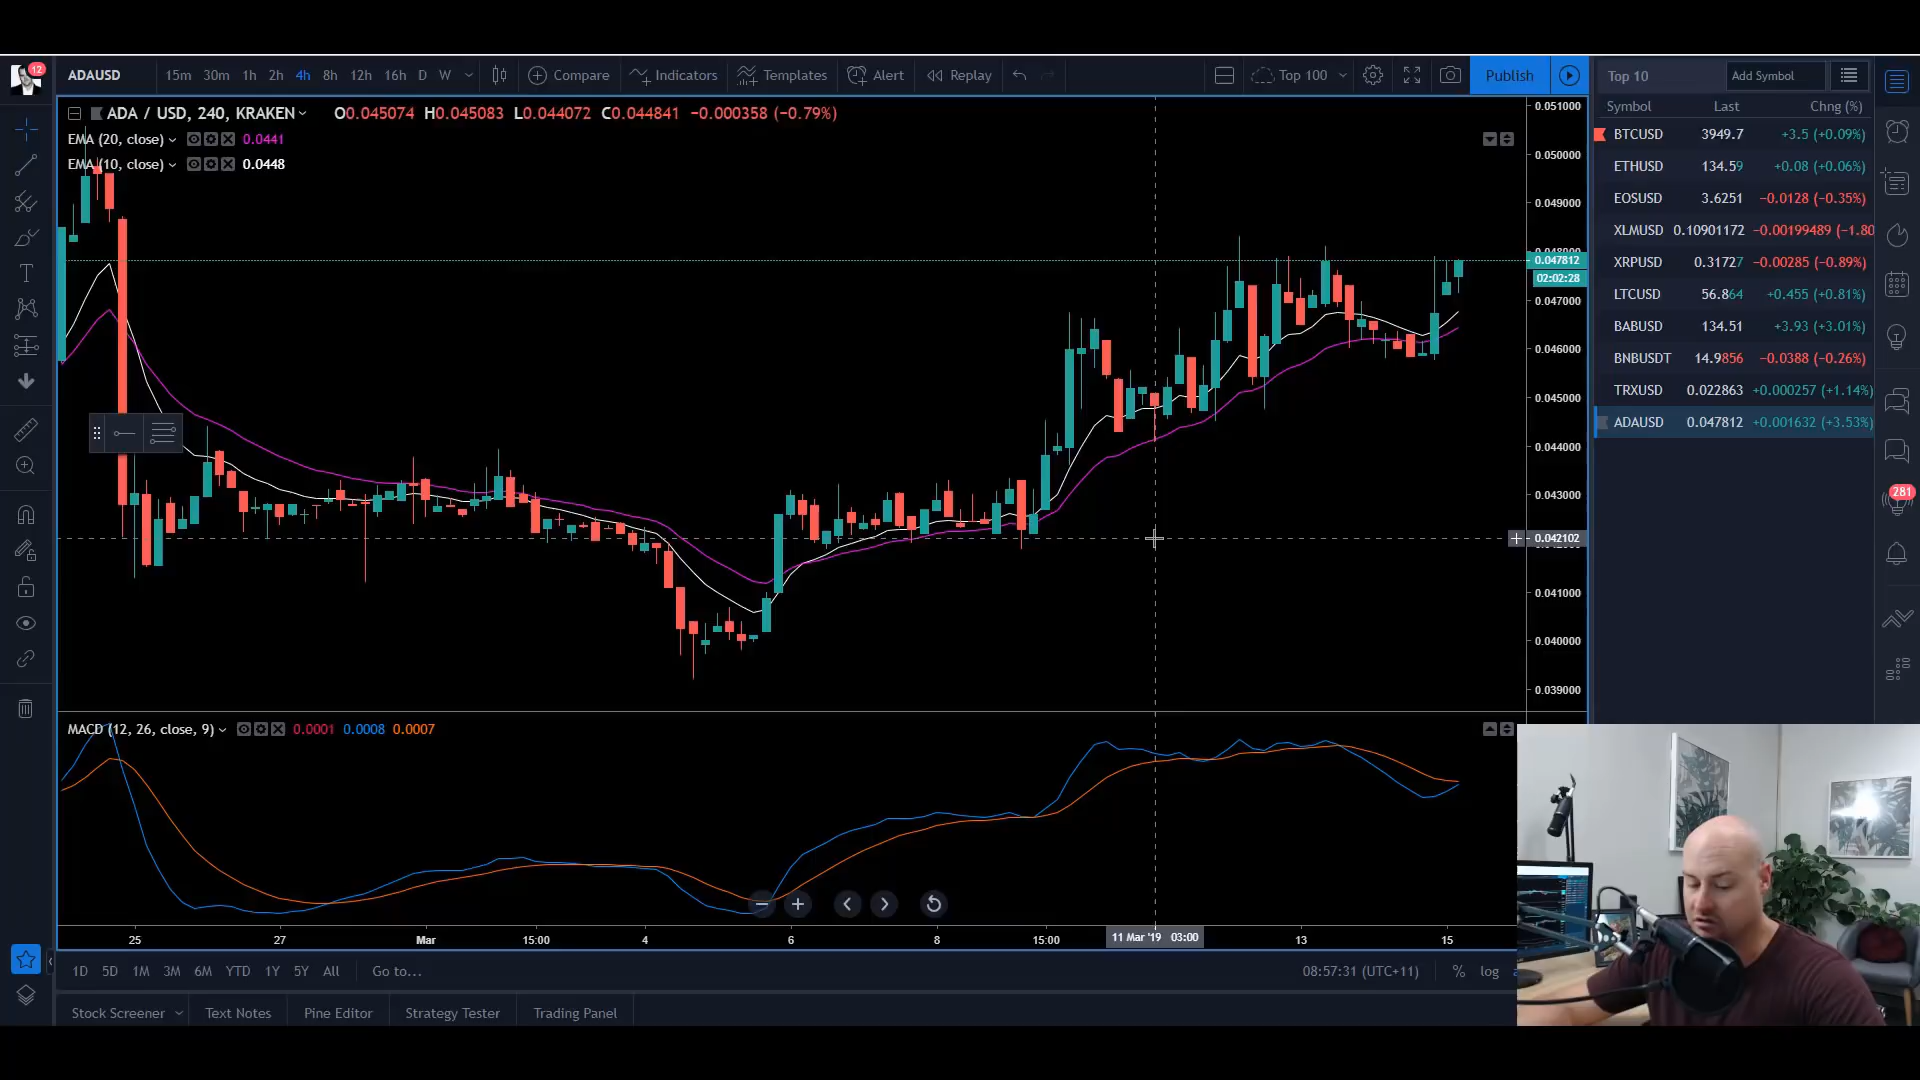 12
ADAUSD 15m 30m 1h 2h 4h 8h 12h 16h D W Compare Indicators Templates Alert Replay Top 100 Publish
Top 10 Add Symbol
Symbol Last Chng (%)
BTCUSD 3949.7 +3.5 (+0.09%)
ETHUSD 134.59 +0.08 (+0.06%)
EOSUSD 3.6251 −0.0128 (−0.35%)
XLMUSD 0.10901172 −0.00199489 (−1.80
XRPUSD 0.31727 −0.00285 (−0.89%)
LTCUSD 56.864 +0.455 (+0.81%)
BABUSD 134.51 +3.93 (+3.01%)
BNBUSDT 14.9856 −0.0388 (−0.26%)
TRXUSD 0.022863 +0.000257 (+1.14%)
ADAUSD 0.047812 +0.001632 (+3.53%)
281
ADA / USD, 240, KRAKEN O0.045074 H0.045083 L0.044072 C0.044841 −0.000358 (−0.79%)
EMA (20, close) 0.0441
EMA (10, close) 0.0448
0.051000
0.050000
0.049000
0.047812
02:02:28
0.047000
0.046000
0.045000
0.044000
0.043000
0.042102
0.041000
0.040000
0.039000
MACD (12, 26, close, 9) 0.0001 0.0008 0.0007
25 27 Mar 15:00 4 6 8 15:00 11 Mar '19 03:00 13 15
1D 5D 1M 3M 6M YTD 1Y 5Y All Go to... 08:57:31 (UTC+11) % log
Stock Screener Text Notes Pine Editor Strategy Tester Trading Panel